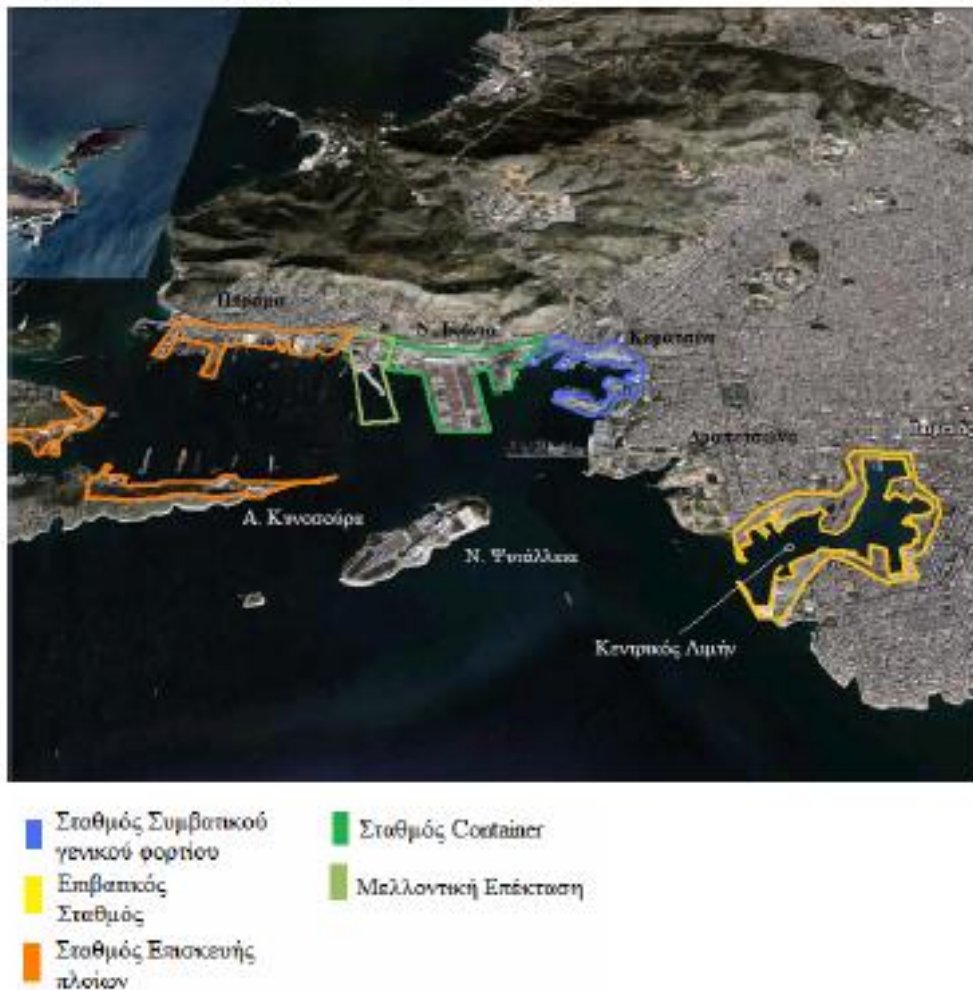 Πέραμα
Ν. Ικόνιο
Κερατσίνι
Δραπετσώνα
Πειραιάς
Α. Κυνοσούρα
Ν. Ψυτάλλεια
Κεντρικός Λιμήν
Σταθμός Συμβατικού
γενικού φορτίου
Επιβατικός
Σταθμός
Σταθμός Επισκευής
πλοίων
Σταθμός Container
Μελλοντική Επέκταση